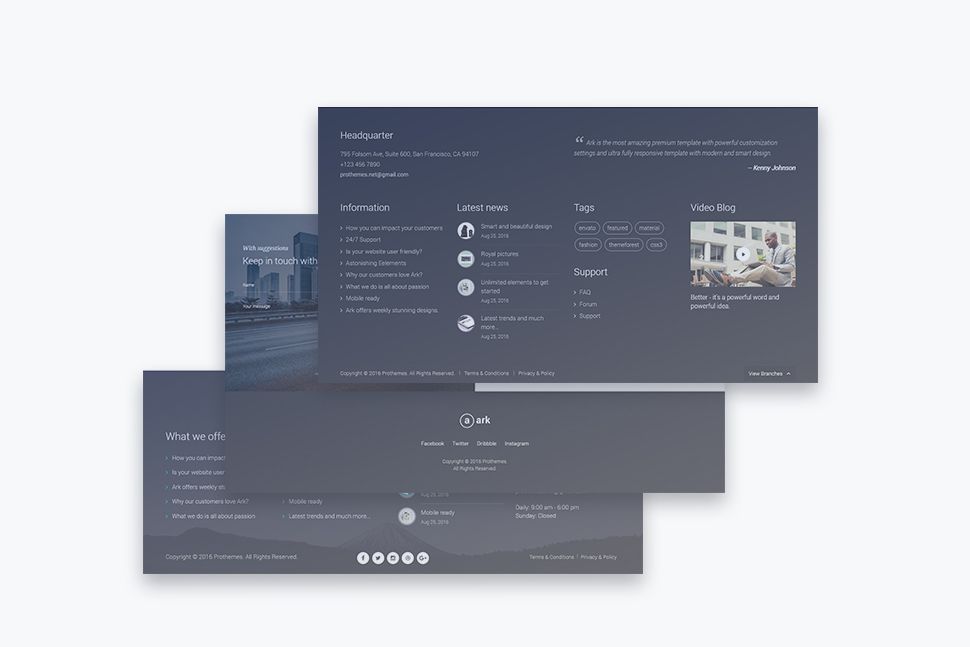 Headquarter
795 Folsom Ave, Suite 600, San Francisco, CA 94107
+123 456 7890
prothemes.net@gmail.com
“ Ark is the most amazing premium template with powerful customization
settings and ultra fully responsive template with modern and smart design.
– Kenny Johnson
Information
How you can impact your customers
24/7 Support
Is your website user friendly?
Astonishing Eelements
Why our customers love Ark?
What we do is all about passion
Mobile ready
Ark offers weekly stunning designs.
Latest news
Smart and beautiful design
Aug 25, 2016
Royal pictures
Aug 25, 2016
Unlimited elements to get
started
Aug 25, 2016
Latest trends and much
more...
Aug 25, 2016
Tags
envato featured material
fashion themeforest css3
Support
FAQ
Forum
Support
Video Blog
Better - it's a powerful word and
powerful idea.
Copyright © 2016 Prothemes. All Rights Reserved. | Terms & Conditions | Privacy & Policy
View Branches
With suggestions
Keep in touch with
Name
Your message
a ark
Facebook Twitter Dribbble Instagram
Copyright © 2016 Prothemes
All Rights Reserved
What we offe
How you can impact
Is your website user
Ark offers weekly st
Why our customers love Ark?
What we do is all about passion
Mobile ready
Latest trends and much more...
Aug 25, 2016
Mobile ready
Aug 25, 2016
Daily: 9:00 am - 6:00 pm
Sunday: Closed
Copyright © 2016 Prothemes. All Rights Reserved.
Terms & Conditions | Privacy & Policy